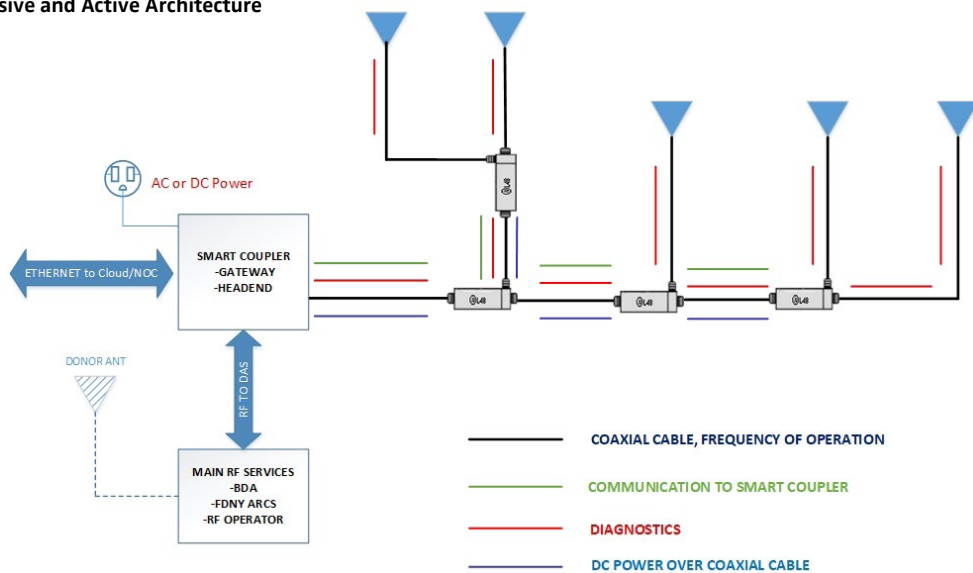 sive and Active Architecture
AC or DC Power
SMART COUPLER
-GATEWAY
-HEADEND
ETHERNET to Cloud/NOC
DONOR ANT
RF TO DAS
MAIN RF SERVICES
-BDA
-FDNY ARCS
-RF OPERATOR
COAXIAL CABLE, FREQUENCY OF OPERATION
COMMUNICATION TO SMART COUPLER
DIAGNOSTICS
DC POWER OVER COAXIAL CABLE